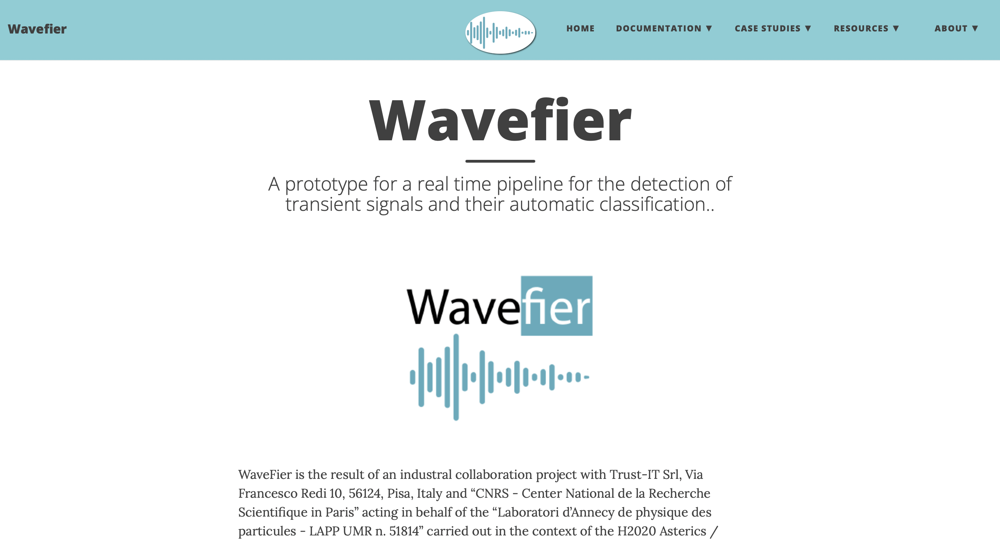 Wavefier
HOME
DOCUMENTATION ▼
CASE STUDIES ▼
RESOURCES ▼
ABOUT ▼
Wavefier
A prototype for a real time pipeline for the detection of
transient signals and their automatic classification..
Wavefier
WaveFier is the result of an industral collaboration project with Trust-IT Srl, Via
Francesco Redi 10, 56124, Pisa, Italy and “CNRS - Center National de la Recherche
Scientifique in Paris” acting in behalf of the “Laboratori d’Annecy de physique des
particules - LAPP UMR n. 51814” carried out in the context of the H2020 Asterics /